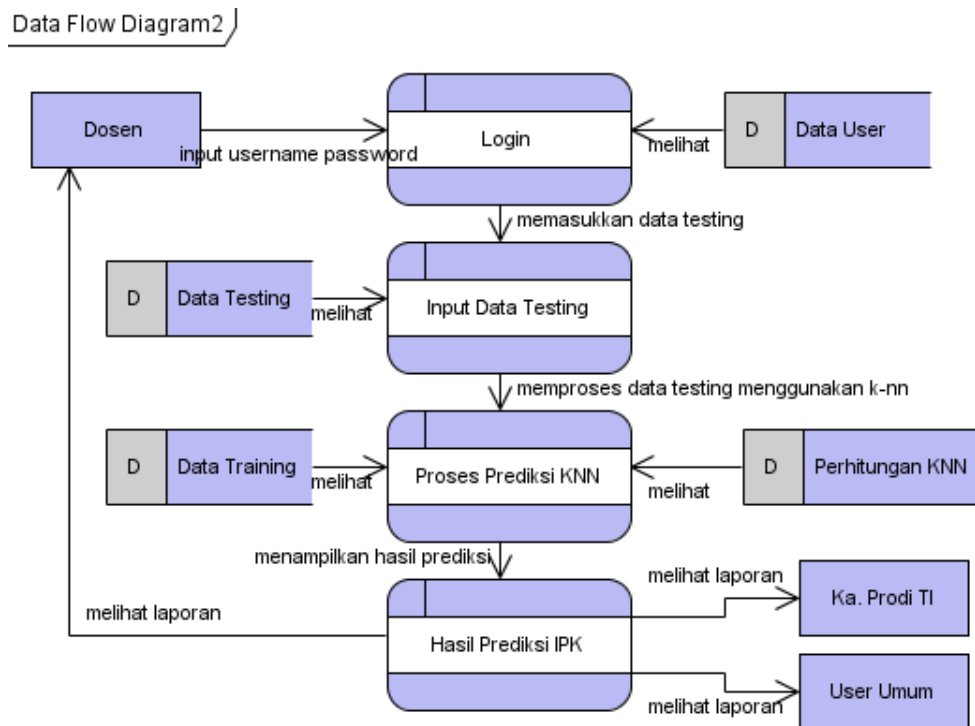 Data Flow Diagram2
Dosen
input username password
Login
melihat
D
Data User
memasukkan data testing
D
Data Testing
melihat
Input Data Testing
memproses data testing menggunakan k-nn
D
Data Training
melihat
Proses Prediksi KNN
melihat
D
Perhitungan KNN
menampilkan hasil prediksi
melihat laporan
Ka. Prodi TI
melihat laporan
Hasil Prediksi IPK
melihat laporan
User Umum